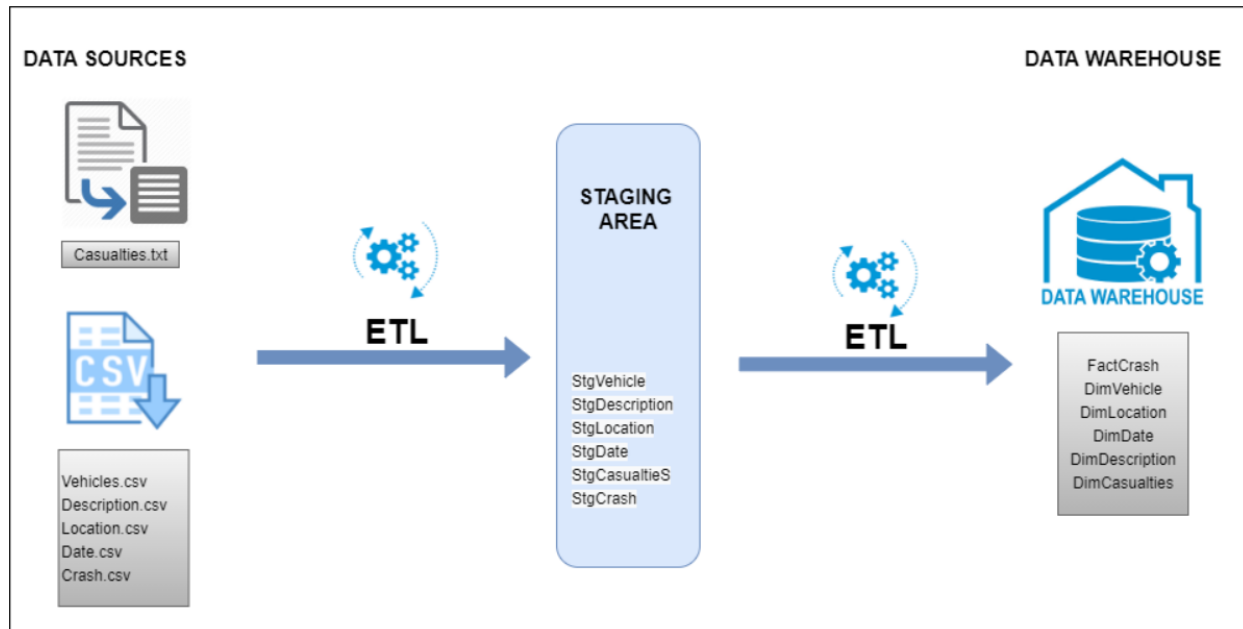 DATA SOURCES
Casualties.txt
CSV
Vehicles.csv
Description.csv
Location.csv
Date.csv
Crash.csv
ETL
STAGING
AREA
StgVehicle
StgDescription
StgLocation
StgDate
StgCasualtieS
StgCrash
ETL
DATA WAREHOUSE
DATA WAREHOUSE
FactCrash
DimVehicle
DimLocation
DimDate
DimDescription
DimCasualties